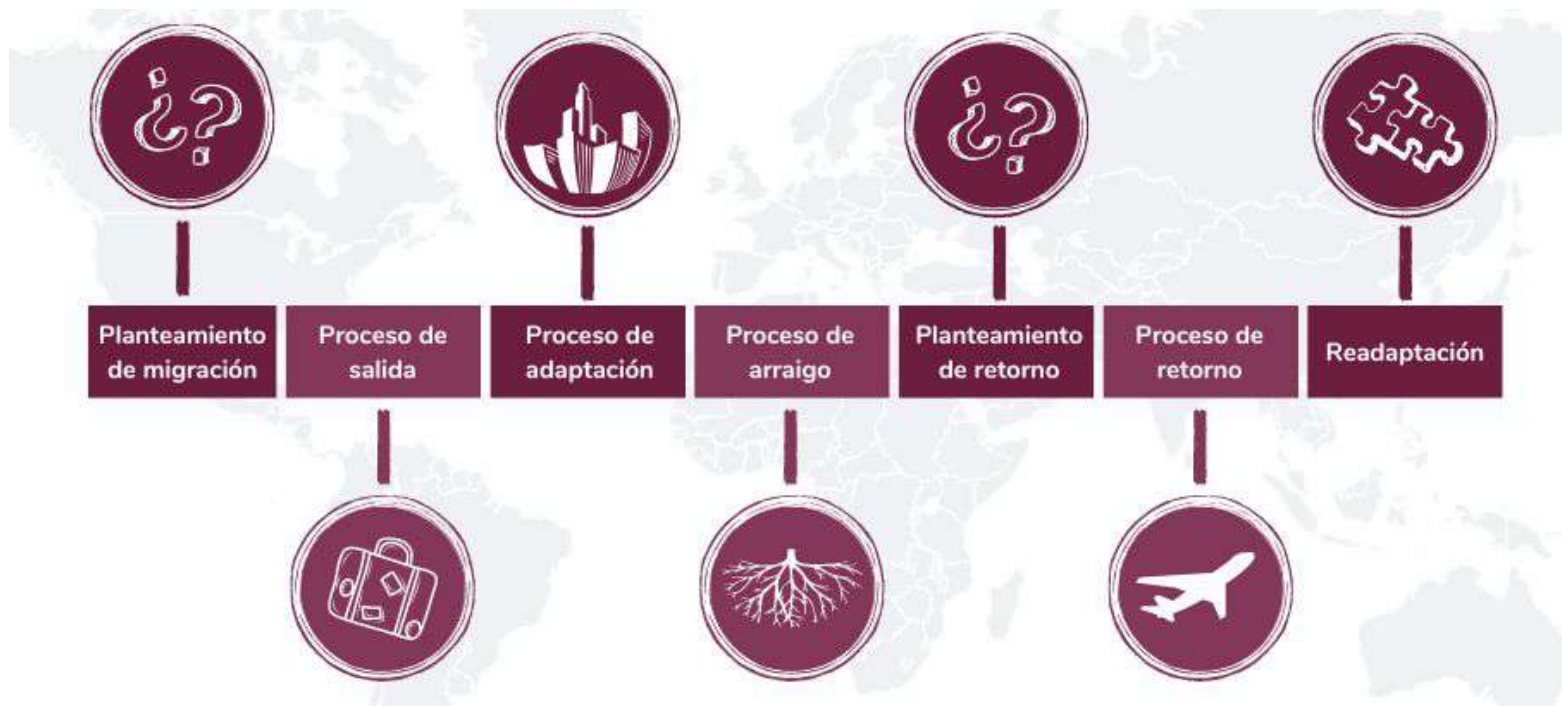 ¿?
¿?
Planteamiento
de migración
Proceso de
salida
Proceso de
adaptación
Proceso de
arraigo
Planteamiento
de retorno
Proceso de
retorno
Readaptación